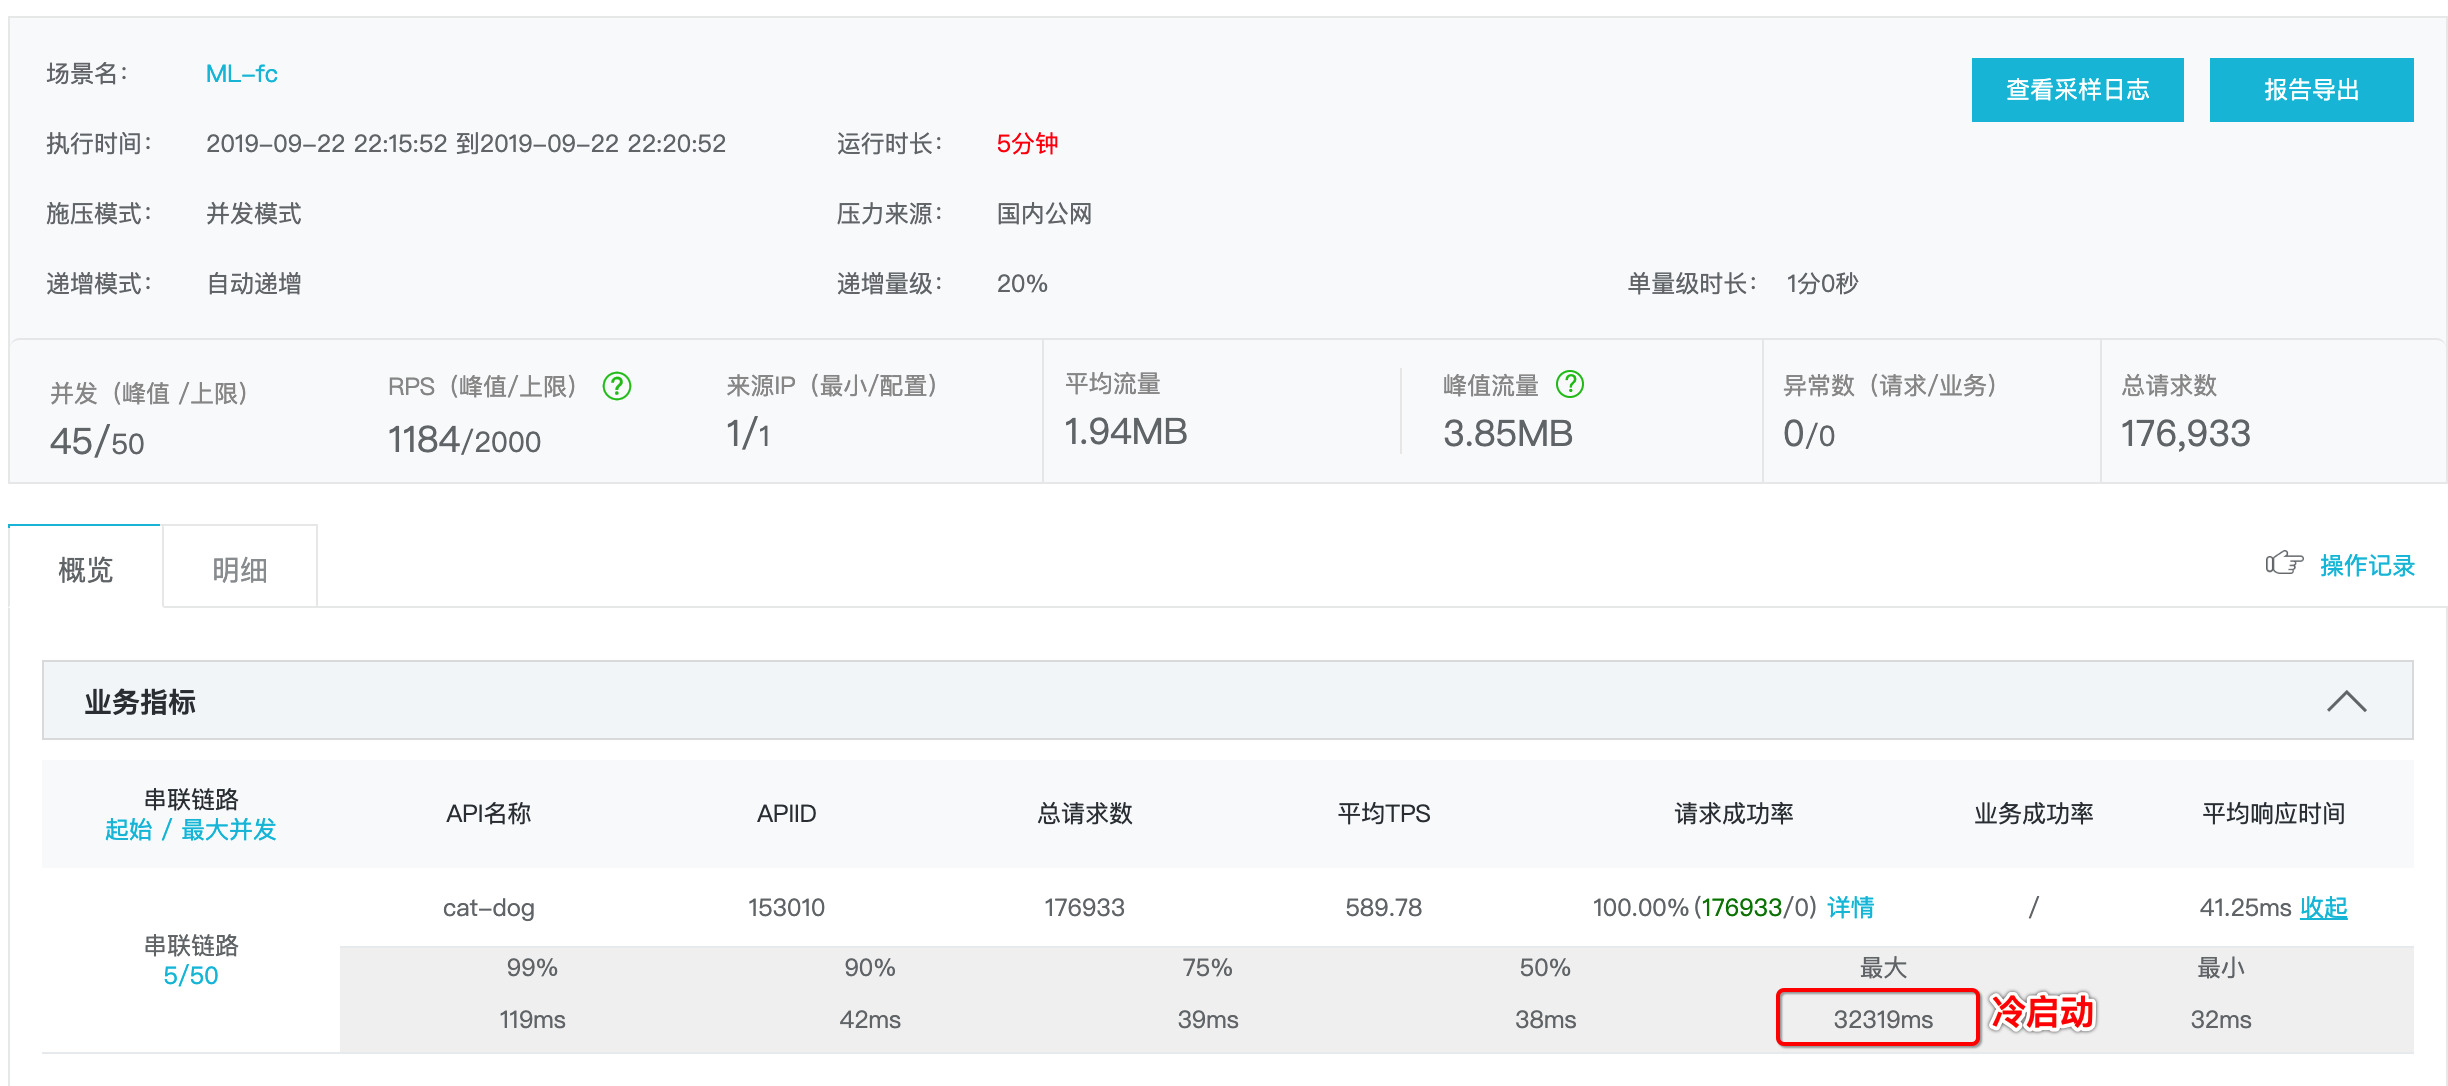 场景名： ML-fc 查看采样日志 报告导出
执行时间： 2019-09-22 22:15:52 到2019-09-22 22:20:52 运行时长： 5分钟
施压模式： 并发模式 压力来源： 国内公网
递增模式： 自动递增 递增量级： 20% 单量级时长： 1分0秒
并发（峰值 /上限） RPS（峰值/上限） ? 来源IP（最小/配置） 平均流量 峰值流量 ? 异常数（请求/业务） 总请求数
45/50 1184/2000 1/1 1.94MB 3.85MB 0/0 176,933
概览 明细 操作记录
业务指标
串联链路 API名称 APIID 总请求数 平均TPS 请求成功率 业务成功率 平均响应时间
起始 / 最大并发
cat-dog 153010 176933 589.78 100.00% (176933/0) 详情 / 41.25ms 收起
串联链路
5/50
99% 90% 75% 50% 最大 最小
119ms 42ms 39ms 38ms 32319ms 冷启动 32ms